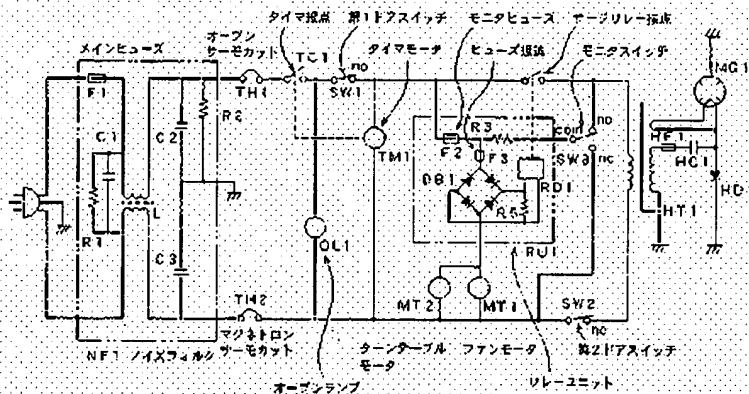 オーブン
サーモカット
タイマ接点
第1ドアスイッチ
モニタヒューズ
サージリレー接点
メインヒューズ
タイマモータ
ヒューズ抵抗
モニタスイッチ
TC1
no
MG1
F1
TH1
SW1
R3
com
no
C1
C2
R2
TM1
F2
F3
SW3
nc
HF1
HC1
DB1
RD1
HD
R1
L
R5
HT1
C3
OL1
RU1
TH2
MT2
MT1
SW2
no
マグネトロン
サーモカット
ターンテーブル
モータ
ファンモータ
第2ドアスイッチ
NF1 ノイズフィルタ
オーブンランプ
リレーユニット